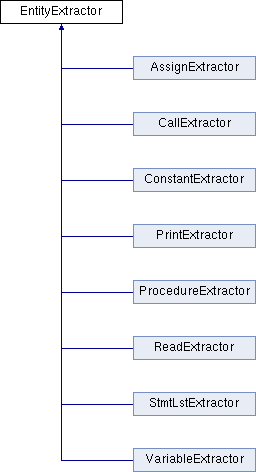 EntityExtractor
AssignExtractor
CallExtractor
ConstantExtractor
PrintExtractor
ProcedureExtractor
ReadExtractor
StmtLstExtractor
VariableExtractor